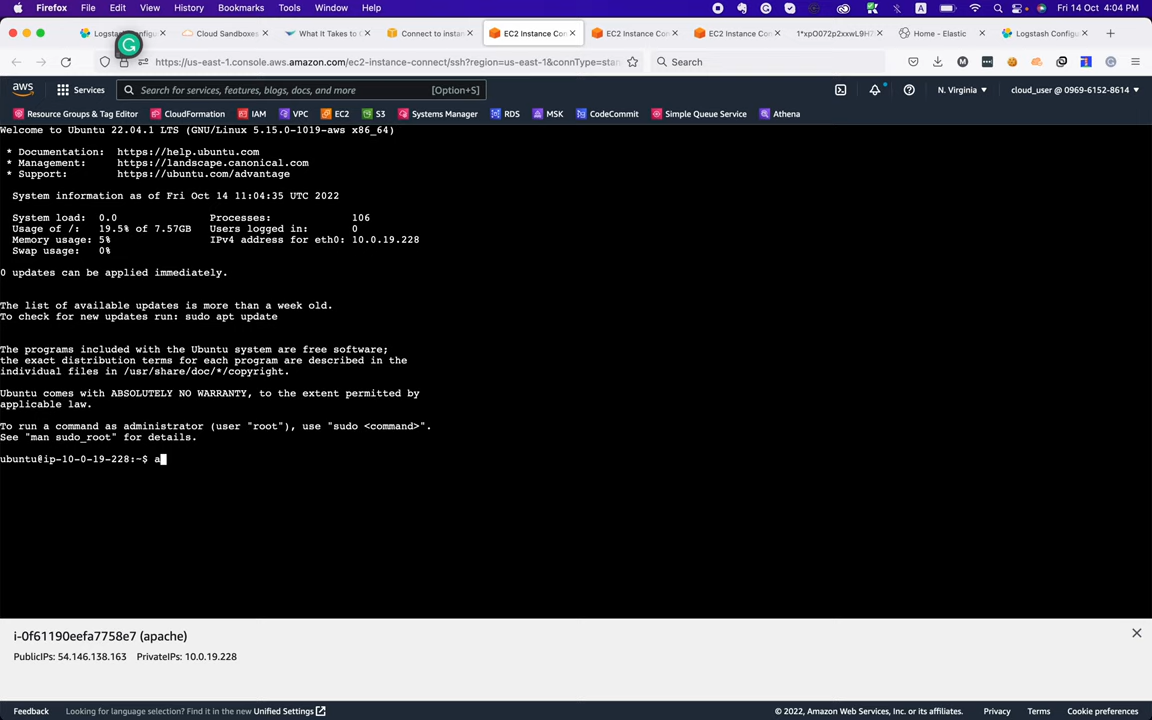 Firefox File Edit View History Bookmarks Tools Window Help
Fri 14 Oct 4:04 PM
Cloud Sandboxes
What It Takes to
Connect to instan
EC2 Instance Con
EC2 Instance Con
EC2 Instance Con
Home - Elastic
Logstash Configu
https://us-east-1.console.aws.amazon.com/ec2-instance-connect/ssh?region=us-east-1&connType=stan
Search
aws Services Search for services, features, blogs, docs, and more [Option+S] N. Virginia cloud_user @ 0969-6152-8614
Resource Groups & Tag Editor CloudFormation IAM VPC EC2 S3 Systems Manager RDS MSK CodeCommit Simple Queue Service Athena
Welcome to Ubuntu 22.04.1 LTS (GNU/Linux 5.15.0-1019-aws x86_64)
* Documentation: https://help.ubuntu.com
* Management: https://landscape.canonical.com
* Support: https://ubuntu.com/advantage
System information as of Fri Oct 14 11:04:35 UTC 2022
System load: 0.0 Processes: 106
Usage of /: 19.5% of 7.57GB Users logged in: 0
Memory usage: 5% IPv4 address for eth0: 10.0.19.228
Swap usage: 0%
0 updates can be applied immediately.
The list of available updates is more than a week old.
To check for new updates run: sudo apt update
The programs included with the Ubuntu system are free software;
the exact distribution terms for each program are described in the
individual files in /usr/share/doc/*/copyright.
Ubuntu comes with ABSOLUTELY NO WARRANTY, to the extent permitted by
applicable law.
To run a command as administrator (user "root"), use "sudo <command>".
See "man sudo_root" for details.
ubuntu@ip-10-0-19-228:~$ a
i-0f61190eefa7758e7 (apache)
PublicIPs: 54.146.138.163 PrivateIPs: 10.0.19.228
Feedback Looking for language selection? Find it in the new Unified Settings © 2022, Amazon Web Services, Inc. or its affiliates. Privacy Terms Cookie preferences